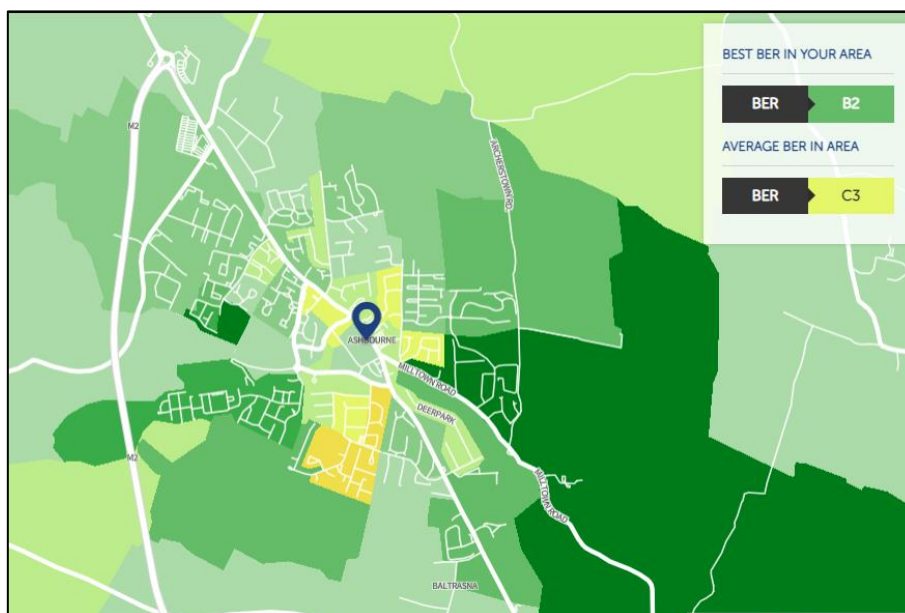 BEST BER IN YOUR AREA
BER B2
AVERAGE BER IN AREA
BER C3
M2
ARCHERSTOWN RD
ASHBOURNE
MILLTOWN ROAD
DEERPARK
M2
MILLTOWN ROAD
BALTRASNA